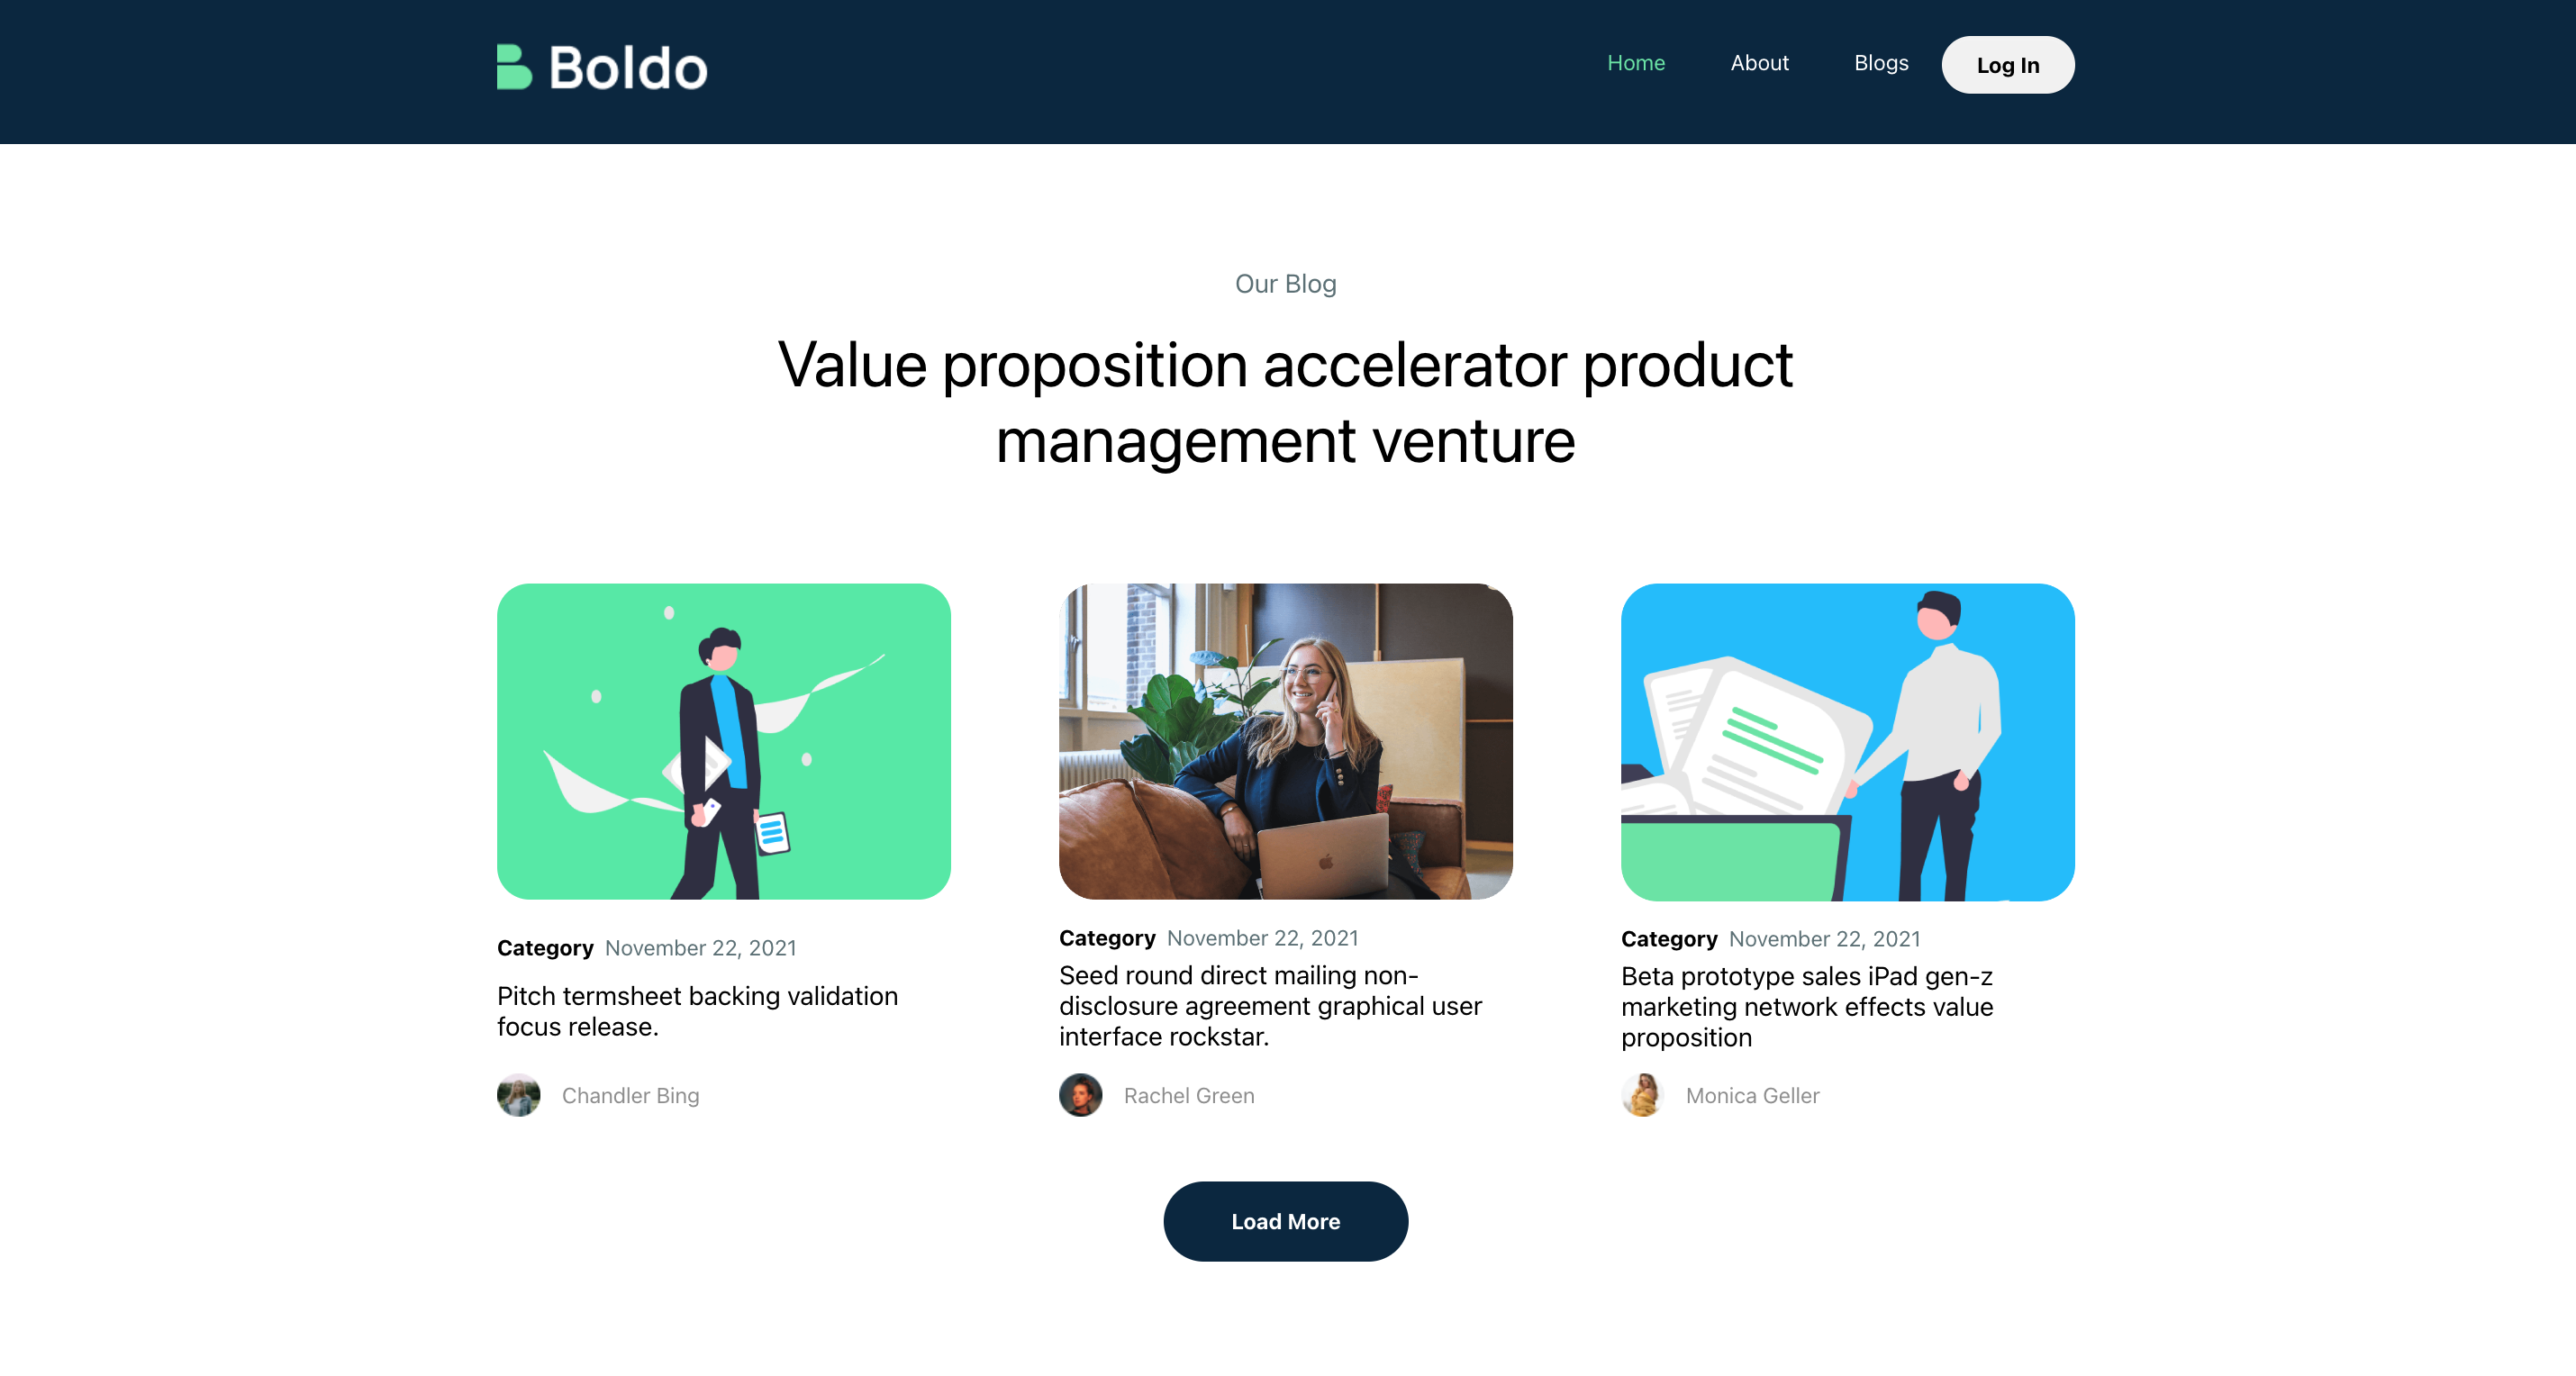 Boldo
Home
About
Blogs
Log In
Our Blog
Value proposition accelerator product
management venture
Category November 22, 2021
Pitch termsheet backing validation
focus release.
Chandler Bing
Category November 22, 2021
Seed round direct mailing non-
disclosure agreement graphical user
interface rockstar.
Rachel Green
Category November 22, 2021
Beta prototype sales iPad gen-z
marketing network effects value
proposition
Monica Geller
Load More